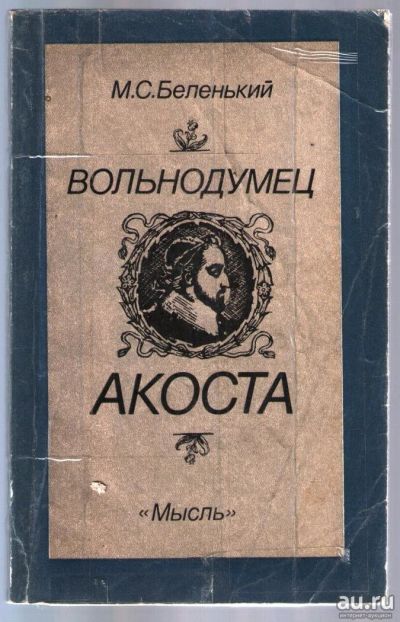 М.С.Беленький
ВОЛЬНОДУМЕЦ
АКОСТА
«Мысль»
au.ru
интернет-аукцион